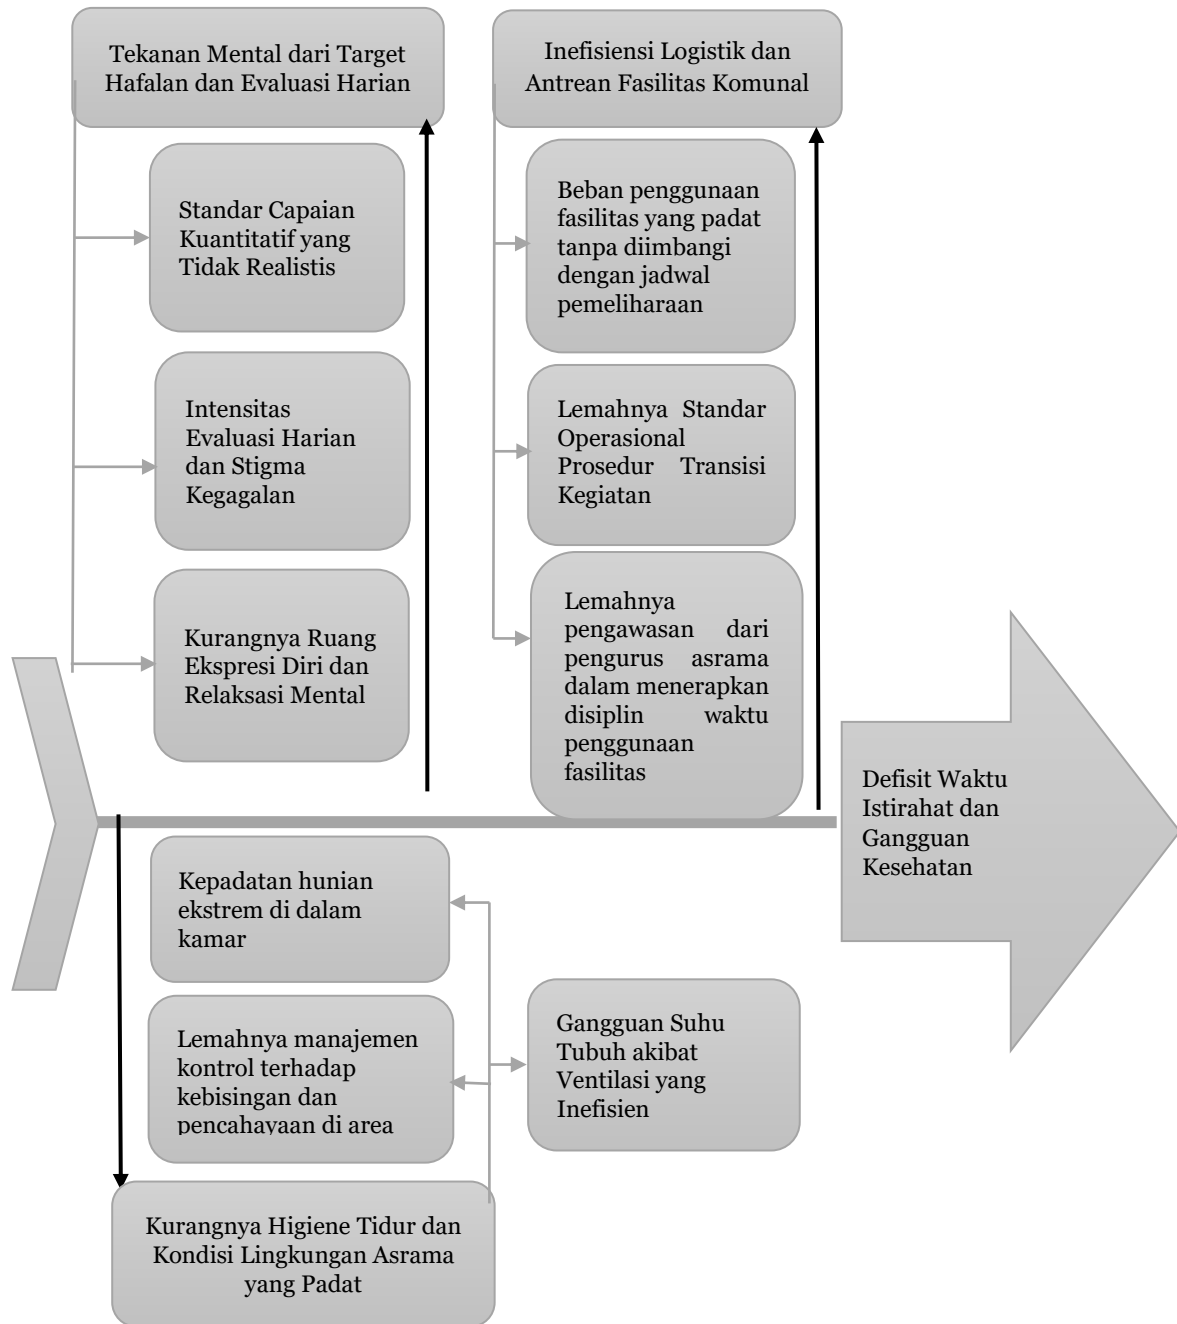 Tekanan Mental dari Target
Hafalan dan Evaluasi Harian
Inefisiensi Logistik dan
Antrean Fasilitas Komunal
Standar Capaian
Kuantitatif yang
Tidak Realistis
Beban penggunaan
fasilitas yang padat
tanpa diimbangi
dengan jadwal
pemeliharaan
Intensitas
Evaluasi Harian
dan Stigma
Kegagalan
Lemahnya Standar
Operasional
Prosedur Transisi
Kegiatan
Kurangnya Ruang
Ekspresi Diri dan
Relaksasi Mental
Lemahnya
pengawasan dari
pengurus asrama
dalam menerapkan
disiplin waktu
penggunaan
fasilitas
Defisit Waktu
Istirahat dan
Gangguan
Kesehatan
Kepadatan hunian
ekstrem di dalam
kamar
Lemahnya manajemen
kontrol terhadap
kebisingan dan
pencahayaan di area
Gangguan Suhu
Tubuh akibat
Ventilasi yang
Inefisien
Kurangnya Higiene Tidur dan
Kondisi Lingkungan Asrama
yang Padat